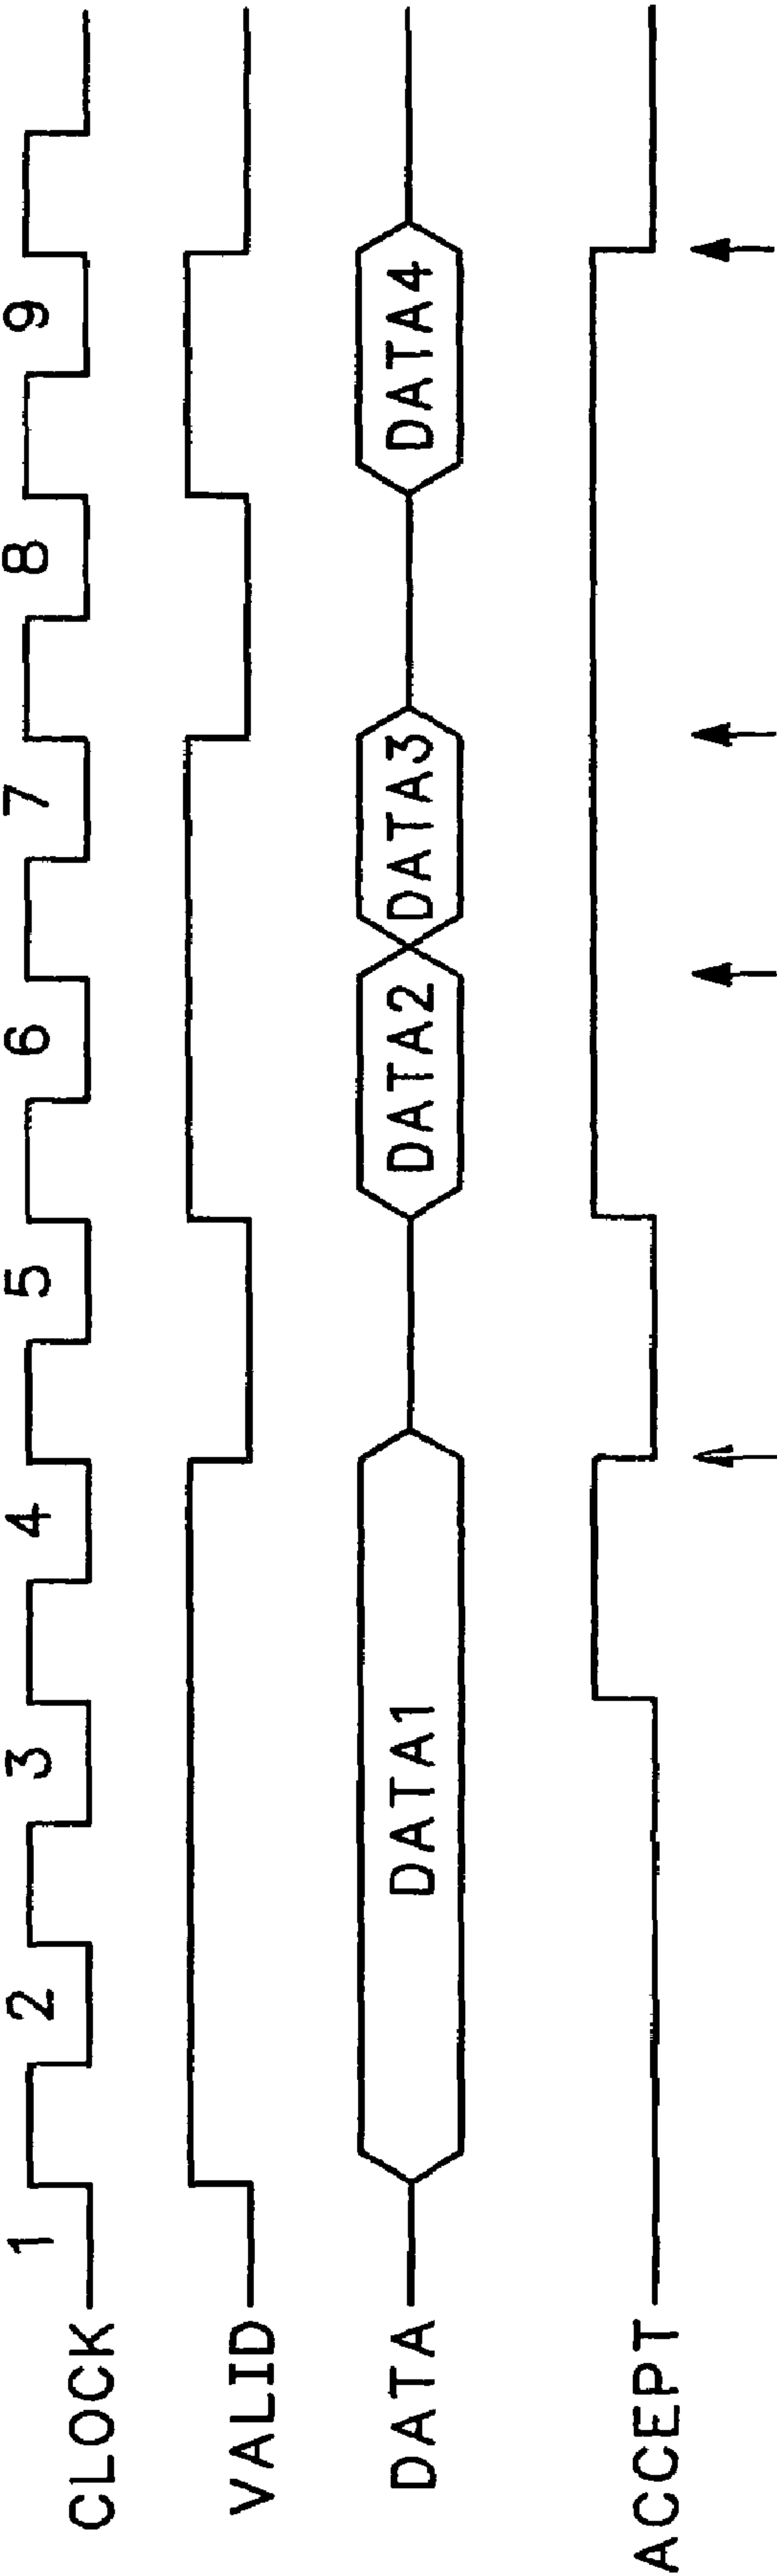 1 2 3 4 5 6 7 8 9
CLOCK
VALID
DATA DATA1 DATA2 DATA3 DATA4
ACCEPT